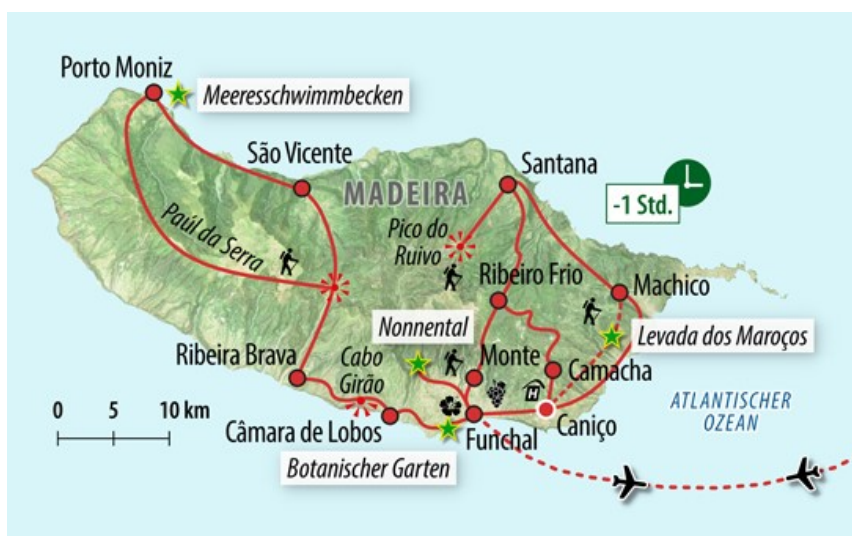 Porto Moniz
Meeresschwimmbecken
São Vicente
Santana
MADEIRA
-1 Std.
Paúl da Serra
Pico do
Ruivo
Ribeiro Frio
Machico
Nonnental
Levada dos Maroços
Ribeira Brava
Cabo
Girão
Monte
Camacha
0 5 10 km
Câmara de Lobos
Funchal
Caniço
ATLANTISCHER
OZEAN
Botanischer Garten
H